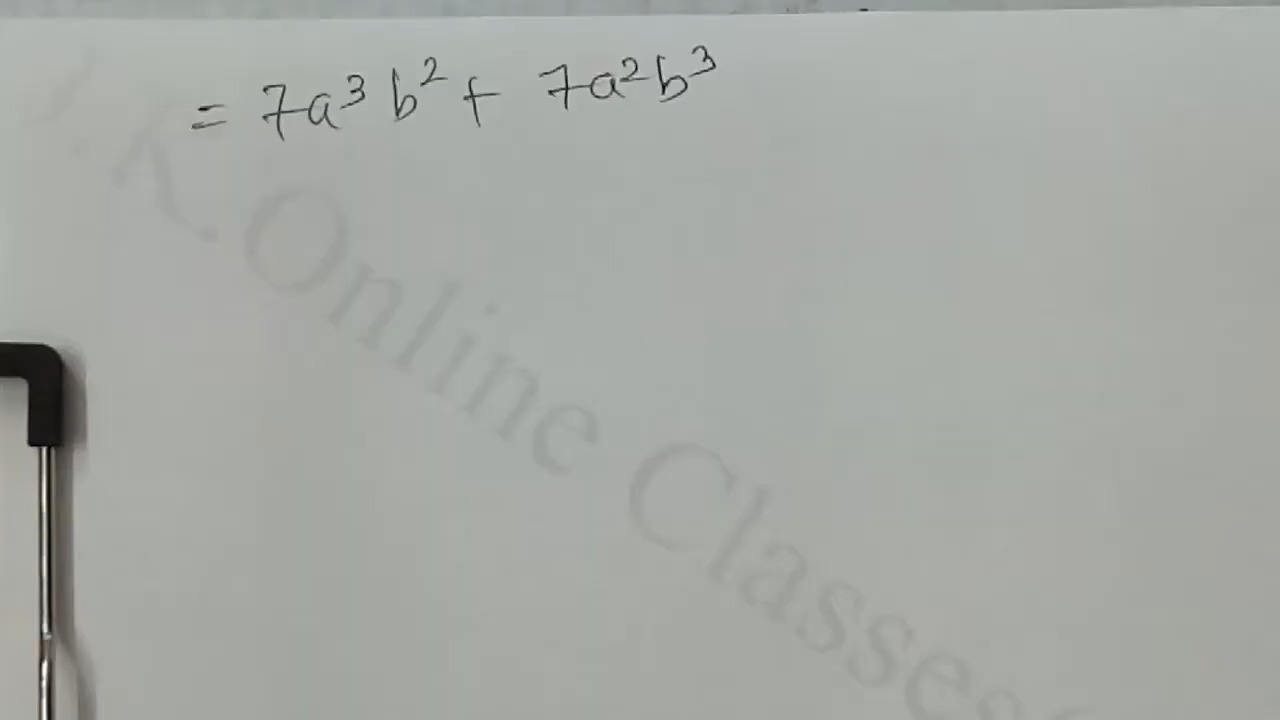 = 7a³b² + 7a²b³
K Online Classes